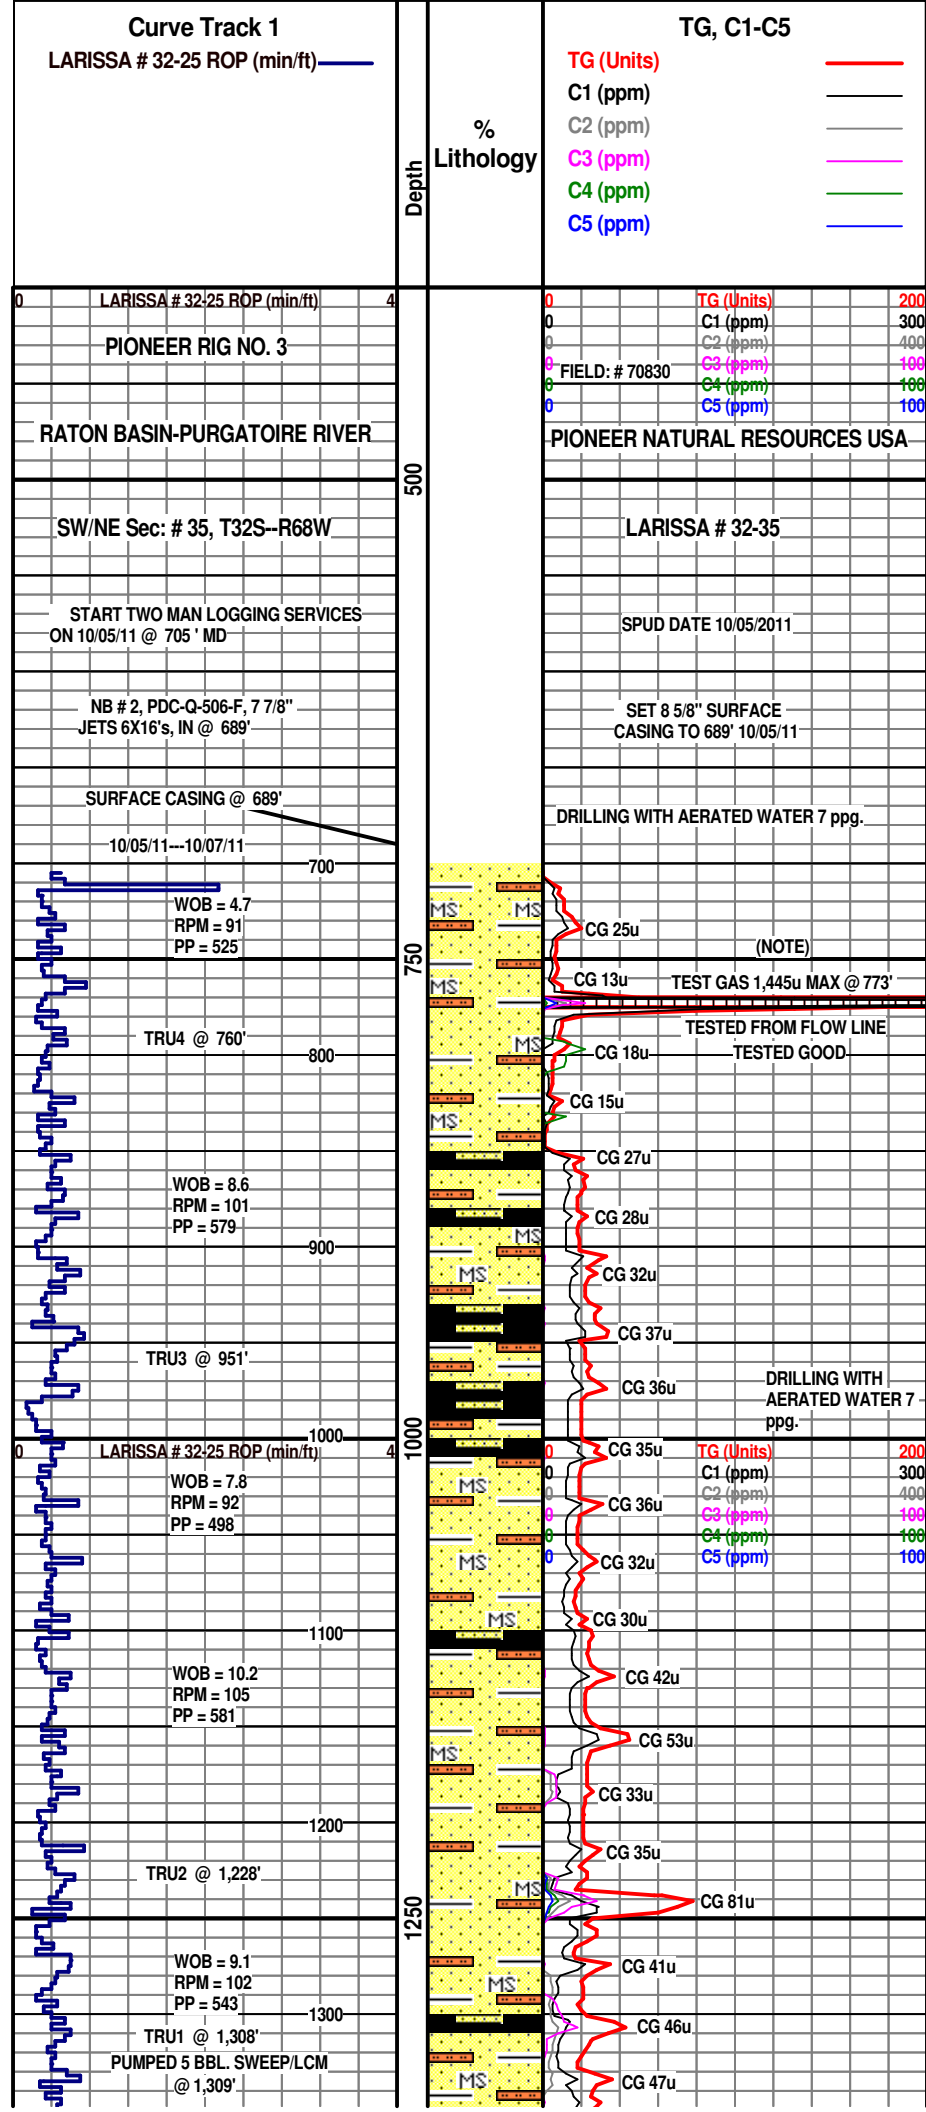 Curve Track 1
LARISSA # 32-25 ROP (min/ft)
Depth
%
Lithology
TG, C1-C5
TG (Units)
C1 (ppm)
C2 (ppm)
C3 (ppm)
C4 (ppm)
C5 (ppm)
0 LARISSA # 32-25 ROP (min/ft) 4
0 TG (Units) 200
0 C1 (ppm) 300
0 C2 (ppm) 400
0 C3 (ppm) 100
0 C4 (ppm) 100
0 C5 (ppm) 100
PIONEER RIG NO. 3
FIELD: # 70830
RATON BASIN-PURGATOIRE RIVER
PIONEER NATURAL RESOURCES USA
500
SW/NE Sec: # 35, T32S--R68W
LARISSA # 32-35
START TWO MAN LOGGING SERVICES
ON 10/05/11 @ 705 ' MD
SPUD DATE 10/05/2011
NB # 2, PDC-Q-506-F, 7 7/8"
JETS 6X16's, IN @ 689'
SET 8 5/8" SURFACE
CASING TO 689' 10/05/11
SURFACE CASING @ 689'
DRILLING WITH AERATED WATER 7 ppg.
10/05/11---10/07/11
700
WOB = 4.7
RPM = 91
PP = 525
MS MS
CG 25u
(NOTE)
750
CG 13u
TEST GAS 1,445u MAX @ 773'
MS
TRU4 @ 760'
TESTED FROM FLOW LINE
TESTED GOOD
MS
CG 18u
800
CG 15u
MS
CG 27u
WOB = 8.6
RPM = 101
PP = 579
CG 28u
MS
900
MS
CG 32u
CG 37u
TRU3 @ 951'
CG 36u
DRILLING WITH
AERATED WATER 7
ppg.
1000
1000
CG 35u
0 LARISSA # 32-25 ROP (min/ft) 4
0 TG (Units) 200
0 C1 (ppm) 300
0 C2 (ppm) 400
0 C3 (ppm) 100
0 C4 (ppm) 100
0 C5 (ppm) 100
WOB = 7.8
RPM = 92
PP = 498
MS
CG 36u
MS
CG 32u
MS
CG 30u
1100
WOB = 10.2
RPM = 105
PP = 581
CG 42u
CG 53u
MS
CG 33u
1200
CG 35u
TRU2 @ 1,228'
MS
CG 81u
1250
WOB = 9.1
RPM = 102
PP = 543
CG 41u
MS
1300
CG 46u
TRU1 @ 1,308'
PUMPED 5 BBL. SWEEP/LCM
@ 1,309'
MS
CG 47u